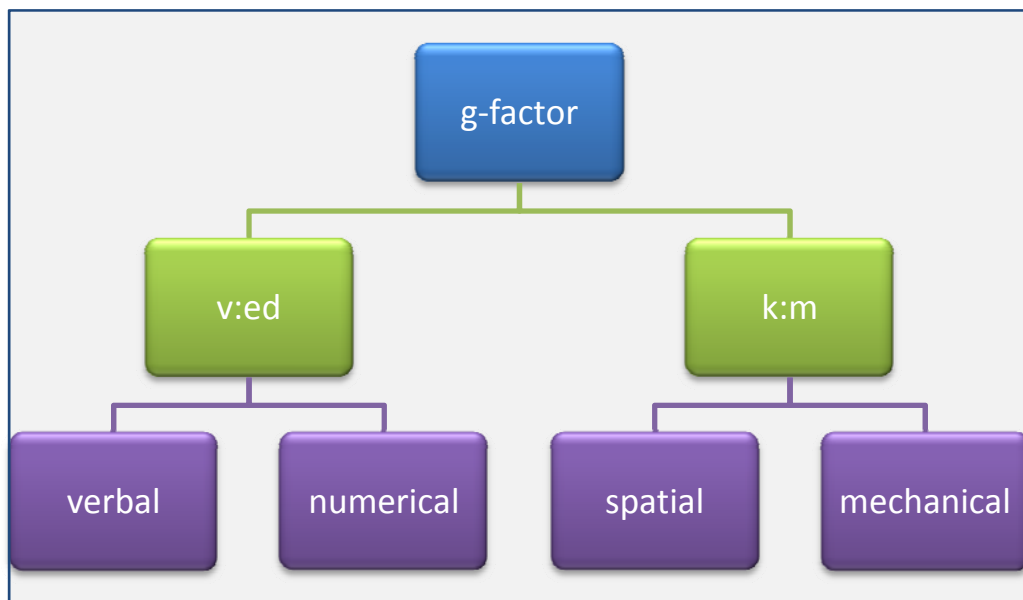 g-factor
v:ed
k:m
verbal
numerical
spatial
mechanical